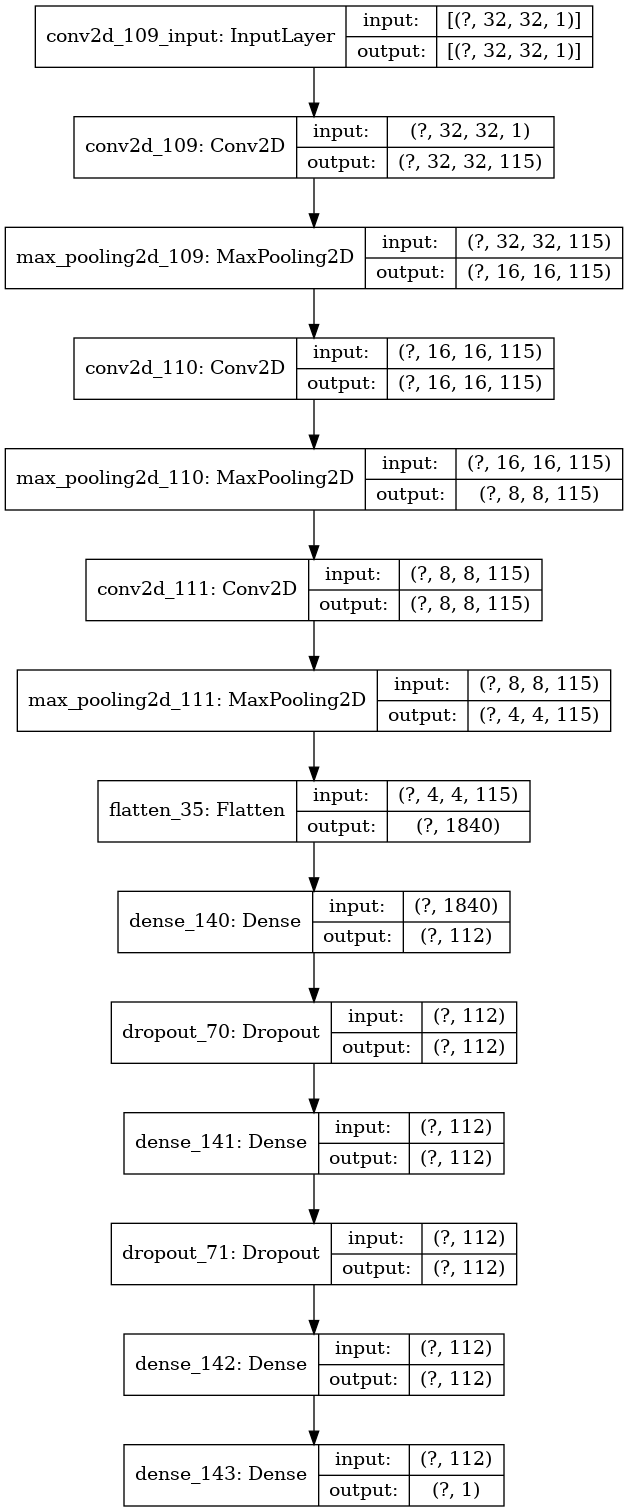 conv2d_109_input: InputLayer
input: [(?, 32, 32, 1)]
output: [(?, 32, 32, 1)]
conv2d_109: Conv2D
input: (?, 32, 32, 1)
output: (?, 32, 32, 115)
max_pooling2d_109: MaxPooling2D
input: (?, 32, 32, 115)
output: (?, 16, 16, 115)
conv2d_110: Conv2D
input: (?, 16, 16, 115)
output: (?, 16, 16, 115)
max_pooling2d_110: MaxPooling2D
input: (?, 16, 16, 115)
output: (?, 8, 8, 115)
conv2d_111: Conv2D
input: (?, 8, 8, 115)
output: (?, 8, 8, 115)
max_pooling2d_111: MaxPooling2D
input: (?, 8, 8, 115)
output: (?, 4, 4, 115)
flatten_35: Flatten
input: (?, 4, 4, 115)
output: (?, 1840)
dense_140: Dense
input: (?, 1840)
output: (?, 112)
dropout_70: Dropout
input: (?, 112)
output: (?, 112)
dense_141: Dense
input: (?, 112)
output: (?, 112)
dropout_71: Dropout
input: (?, 112)
output: (?, 112)
dense_142: Dense
input: (?, 112)
output: (?, 112)
dense_143: Dense
input: (?, 112)
output: (?, 1)